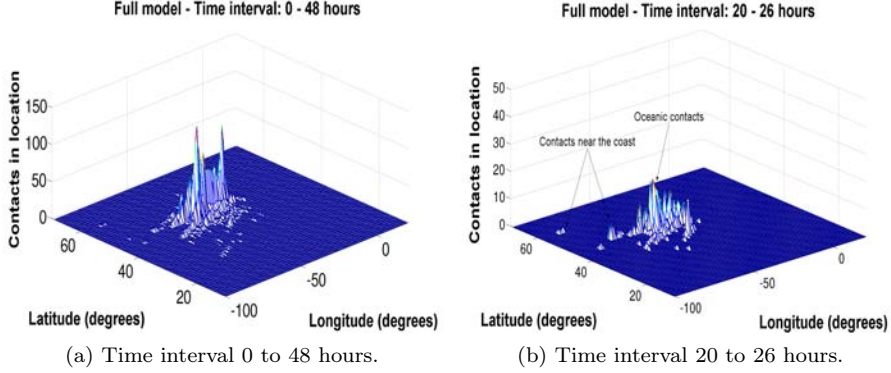 Full model - Time interval: 0 - 48 hours
150
100
50
0
Contacts in location
60
40
20
Latitude (degrees)
-100
-50
0
Longitude (degrees)
(a) Time interval 0 to 48 hours.
Full model - Time interval: 20 - 26 hours
50
40
30
20
10
0
Contacts in location
Oceanic contacts
Contacts near the coast
60
40
20
Latitude (degrees)
-100
-50
0
Longitude (degrees)
(b) Time interval 20 to 26 hours.